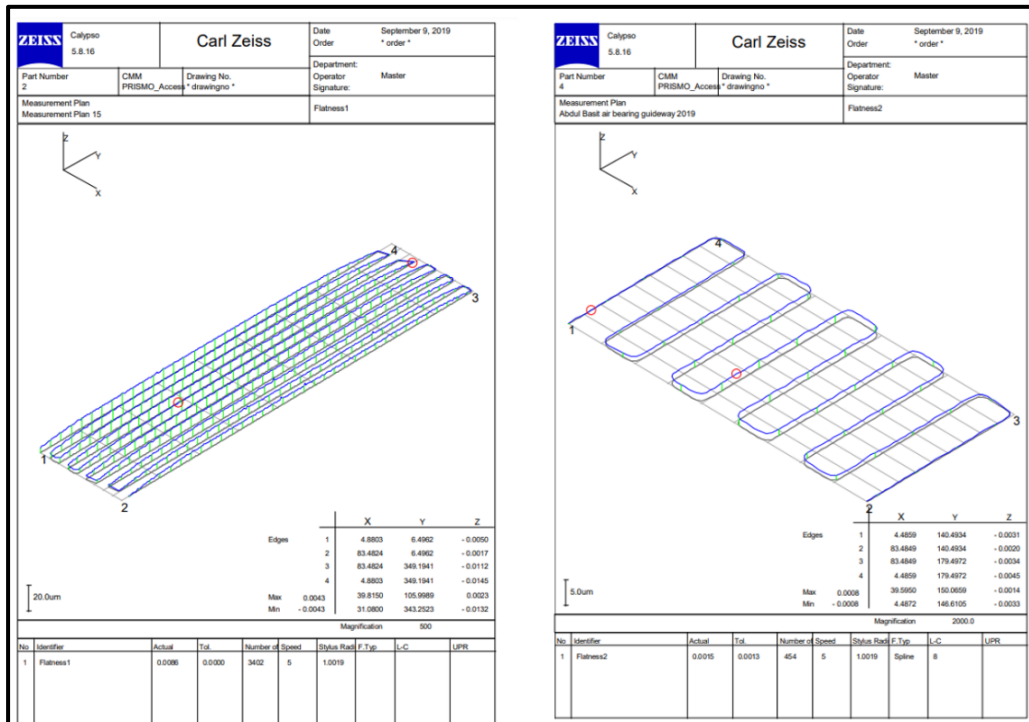 ZEISS
Calypso
5.8.16
Carl Zeiss
Date September 9, 2019
Order * order *
Part Number
2
CMM
PRISMO_Access
Drawing No.
* drawingno *
Department:
Operator Master
Signature:
Measurement Plan
Measurement Plan 15
Flatness1
Z
Y
X
4
3
1
2
X Y Z
Edges 1 4.8803 6.4962 - 0.0050
2 83.4824 6.4962 - 0.0017
3 83.4824 349.1941 - 0.0112
4 4.8803 349.1941 - 0.0145
20.0um
Max 0.0043 39.8150 105.9989 0.0023
Min - 0.0043 31.0800 343.2523 - 0.0132
Magnification 500
No Identifier Actual Tol. Number of Speed Stylus Radi F.Typ L-C UPR
1 Flatness1 0.0086 0.0000 3402 5 1.0019
ZEISS
Calypso
5.8.16
Carl Zeiss
Date September 9, 2019
Order * order *
Part Number
4
CMM
PRISMO_Access
Drawing No.
* drawingno *
Department:
Operator Master
Signature:
Measurement Plan
Abdul Basit air bearing guideway 2019
Flatness2
Z
Y
X
4
1
3
2
X Y Z
Edges 1 4.4859 140.4934 - 0.0031
2 83.4849 140.4934 - 0.0020
3 83.4849 179.4972 - 0.0034
4 4.4859 179.4972 - 0.0045
5.0um
Max 0.0008 39.5950 150.0659 - 0.0014
Min - 0.0008 4.4872 146.6105 - 0.0033
Magnification 2000.0
No Identifier Actual Tol. Number of Speed Stylus Radi F.Typ L-C UPR
1 Flatness2 0.0015 0.0013 454 5 1.0019 Spline 8